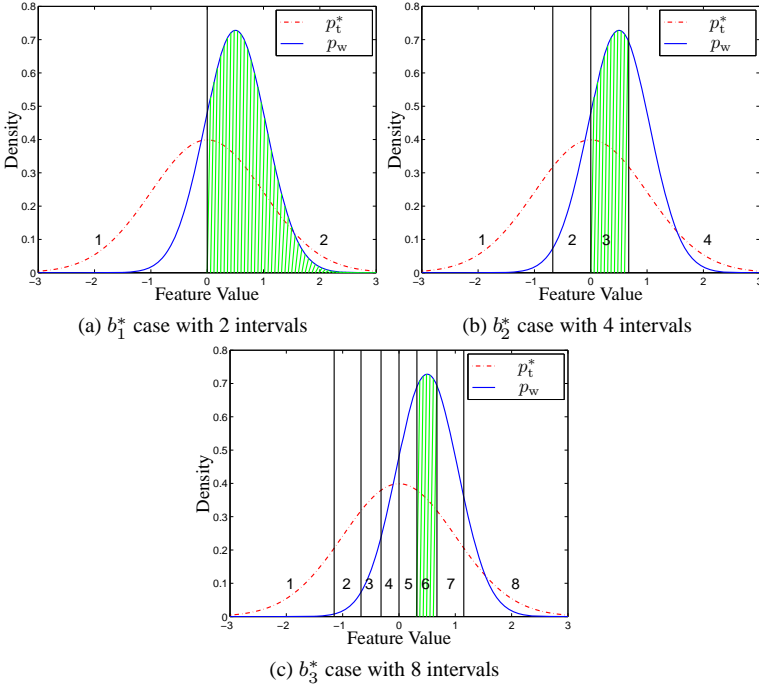 0.8
0.7
0.6
0.5
0.4
0.3
0.2
0.1
0
Density
−3 −2 −1 0 1 2 3
Feature Value
p*t
pw
1 2
(a) b*1 case with 2 intervals
0.8
0.7
0.6
0.5
0.4
0.3
0.2
0.1
0
Density
−3 −2 −1 0 1 2 3
Feature Value
p*t
pw
1 2 3 4
(b) b*2 case with 4 intervals
0.8
0.7
0.6
0.5
0.4
0.3
0.2
0.1
0
Density
−3 −2 −1 0 1 2 3
Feature Value
p*t
pw
1 2 3 4 5 6 7 8
(c) b*3 case with 8 intervals